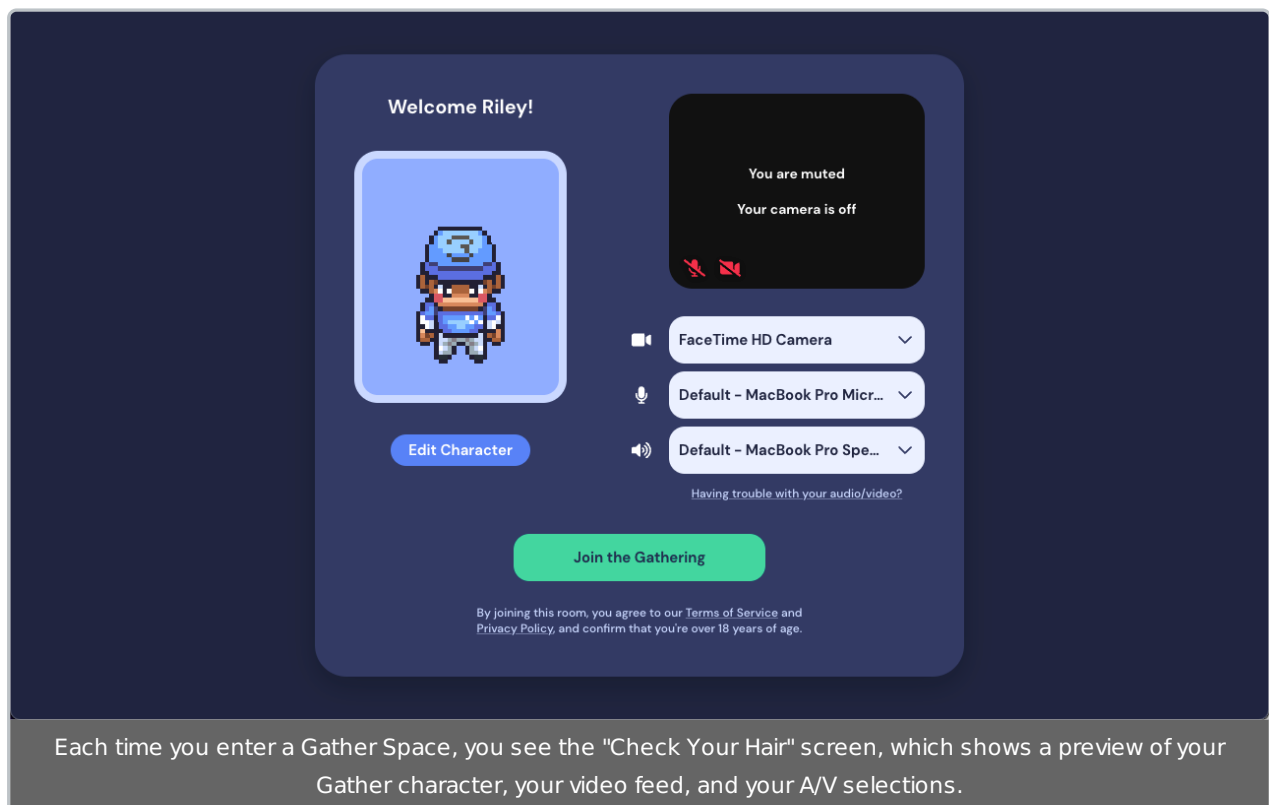 Welcome Riley!
You are muted
Your camera is off
FaceTime HD Camera
Default - MacBook Pro Micr...
Edit Character
Default - MacBook Pro Spe...
Having trouble with your audio/video?
Join the Gathering
By joining this room, you agree to our Terms of Service and
Privacy Policy, and confirm that you're over 18 years of age.
Each time you enter a Gather Space, you see the "Check Your Hair" screen, which shows a preview of your
Gather character, your video feed, and your A/V selections.